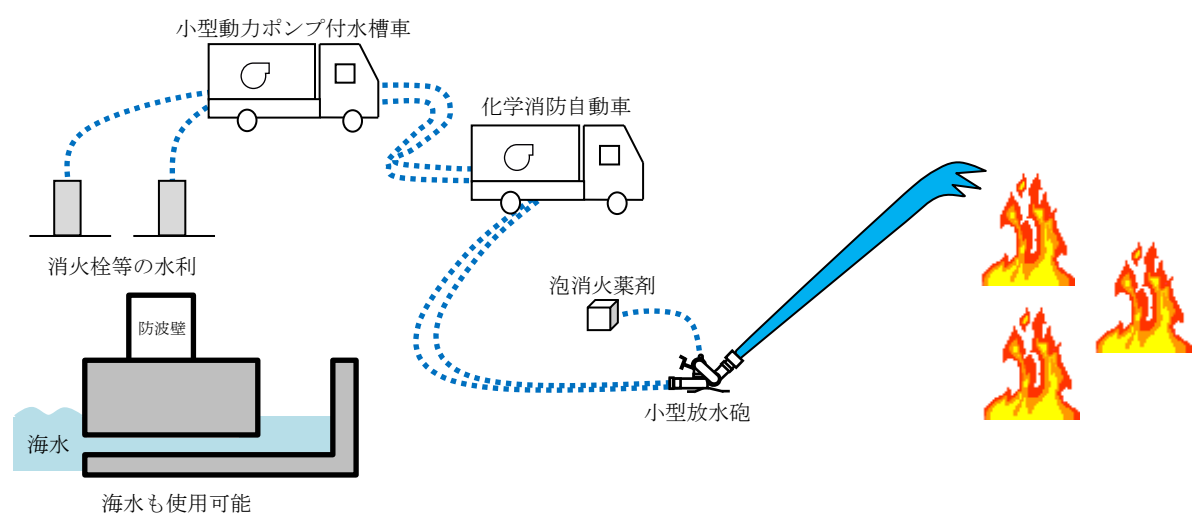 小型動力ポンプ付水槽車
化学消防自動車
消火栓等の水利
泡消火薬剤
防波壁
小型放水砲
海水
海水も使用可能